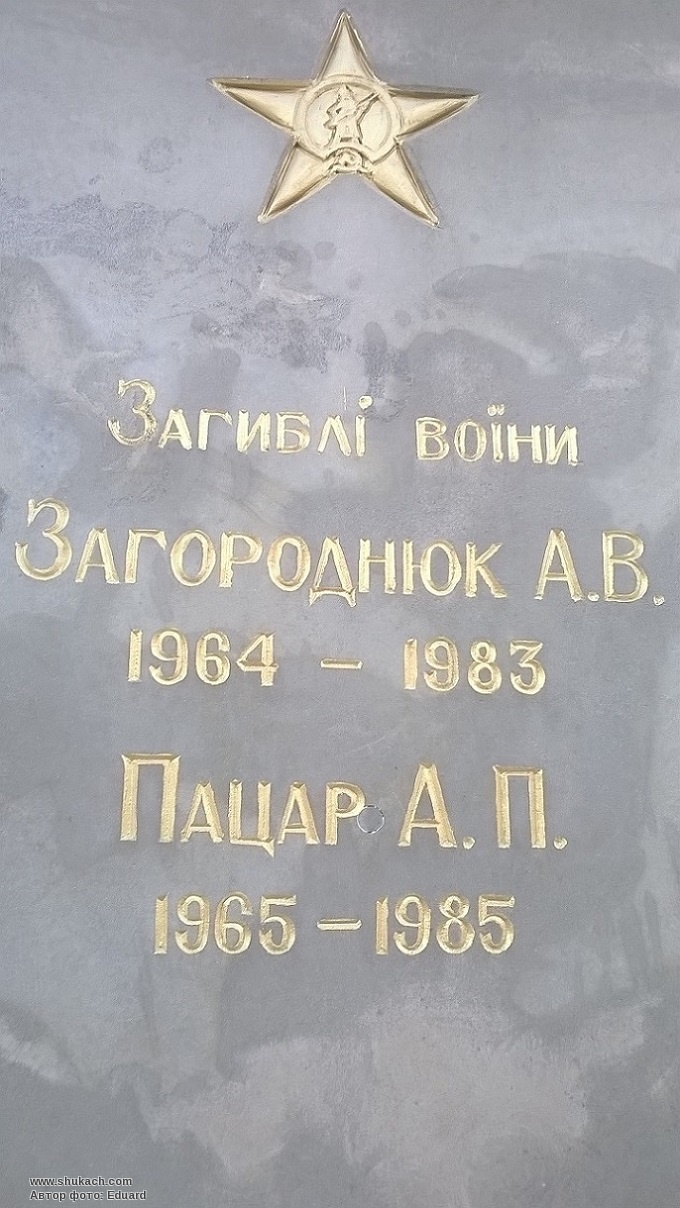 Загиблі воїни
Загороднюк А.В.
1964 – 1983
Пацар А.П.
1965 – 1985
www.shukach.com
Автор фото: Eduard